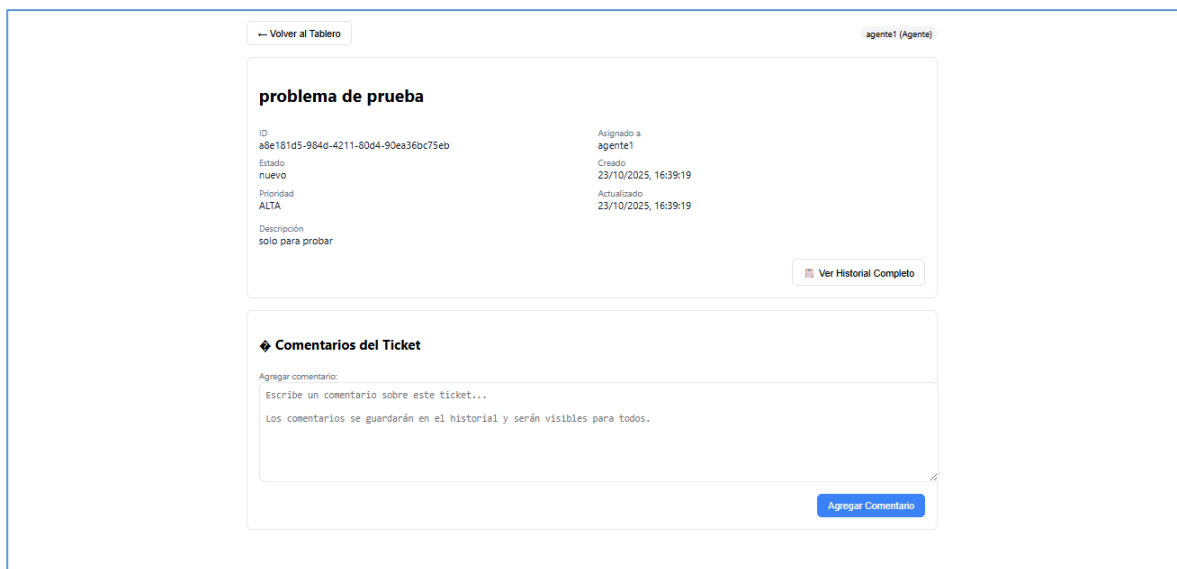 ← Volver al Tablero
agente1 (Agente)
problema de prueba
ID
a8e181d5-984d-4211-80d4-90ea36bc75eb
Asignado a
agente1
Estado
nuevo
Creado
23/10/2025, 16:39:19
Prioridad
ALTA
Actualizado
23/10/2025, 16:39:19
Descripción
solo para probar
Ver Historial Completo
� Comentarios del Ticket
Agregar comentario:
Escribe un comentario sobre este ticket...
Los comentarios se guardarán en el historial y serán visibles para todos.
Agregar Comentario